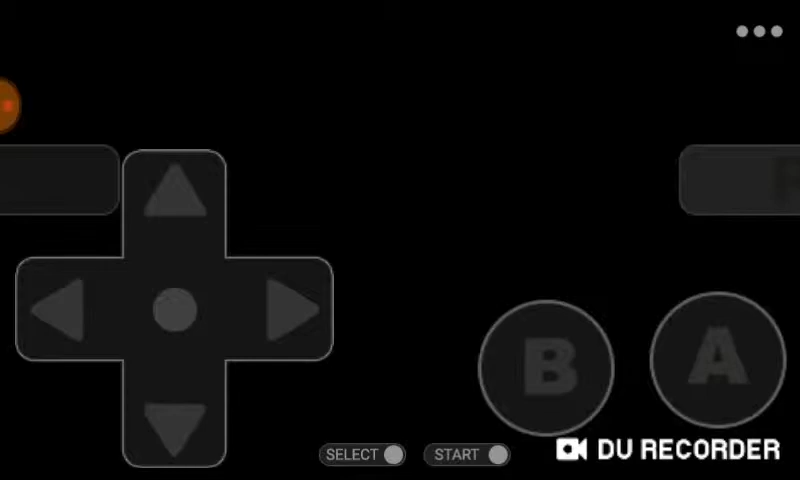 R
B
A
SELECT
START
DU RECORDER